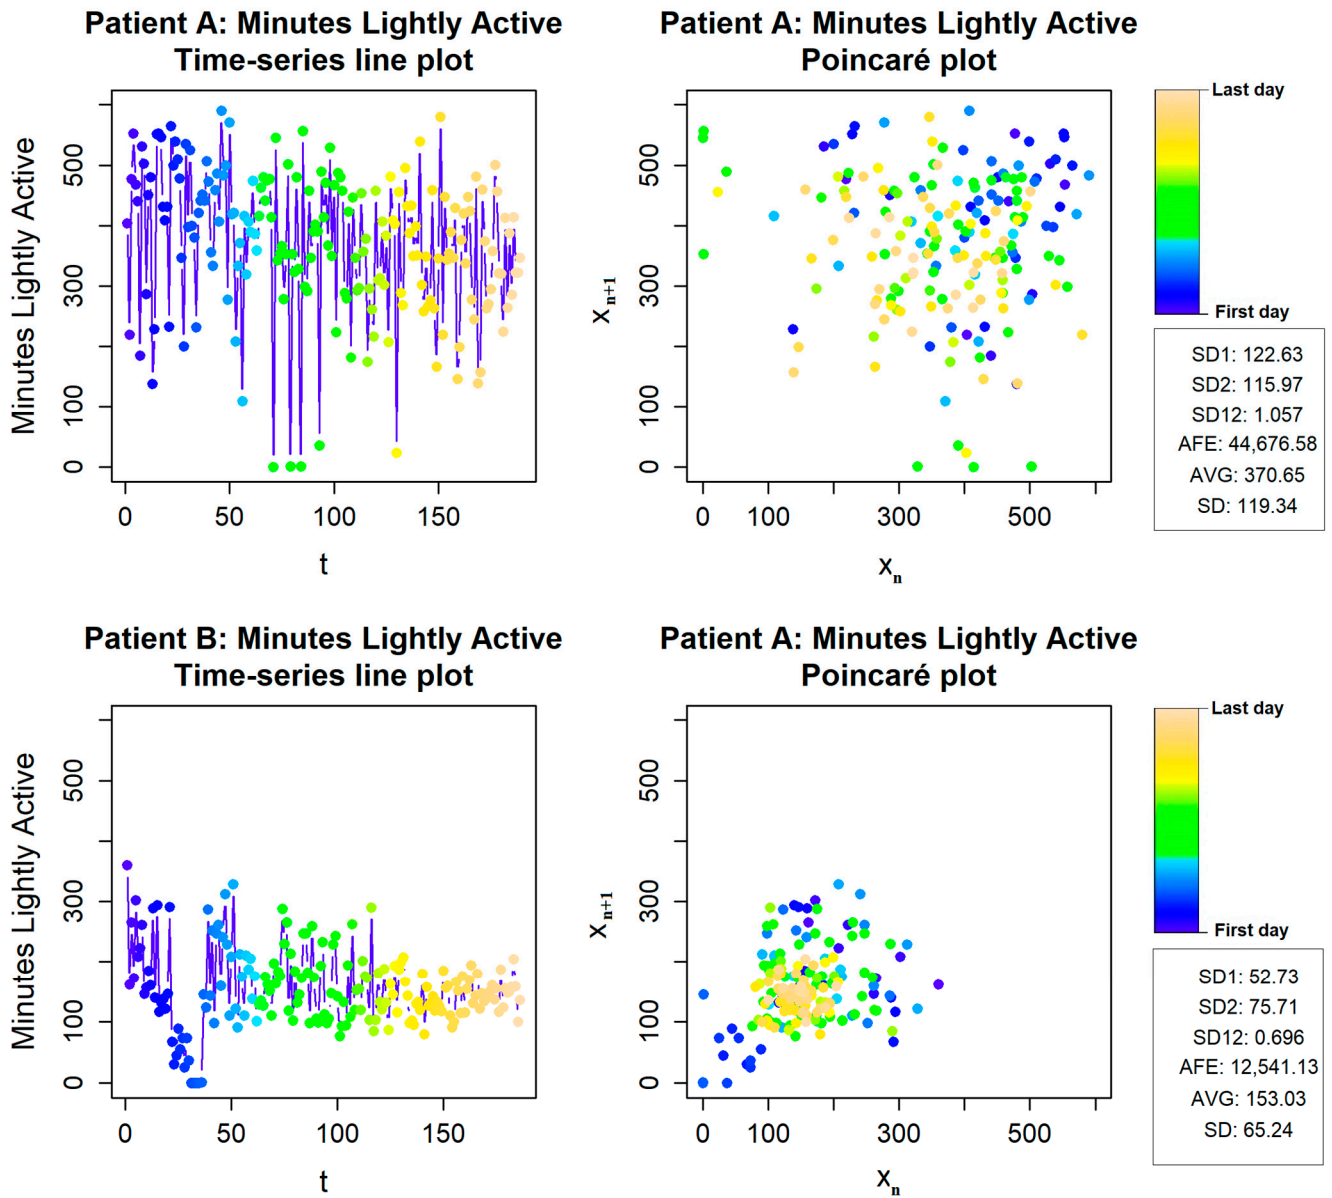 Patient A: Minutes Lightly Active
Time-series line plot
Minutes Lightly Active
500
300
100
0
0 50 100 150
t
Patient A: Minutes Lightly Active
Poincaré plot
xn+1
500
300
100
0
0 100 300 500
xn
Last day
First day
SD1: 122.63
SD2: 115.97
SD12: 1.057
AFE: 44,676.58
AVG: 370.65
SD: 119.34
Patient B: Minutes Lightly Active
Time-series line plot
Minutes Lightly Active
500
300
100
0
0 50 100 150
t
Patient A: Minutes Lightly Active
Poincaré plot
xn+1
500
300
100
0
0 100 300 500
xn
Last day
First day
SD1: 52.73
SD2: 75.71
SD12: 0.696
AFE: 12,541.13
AVG: 153.03
SD: 65.24